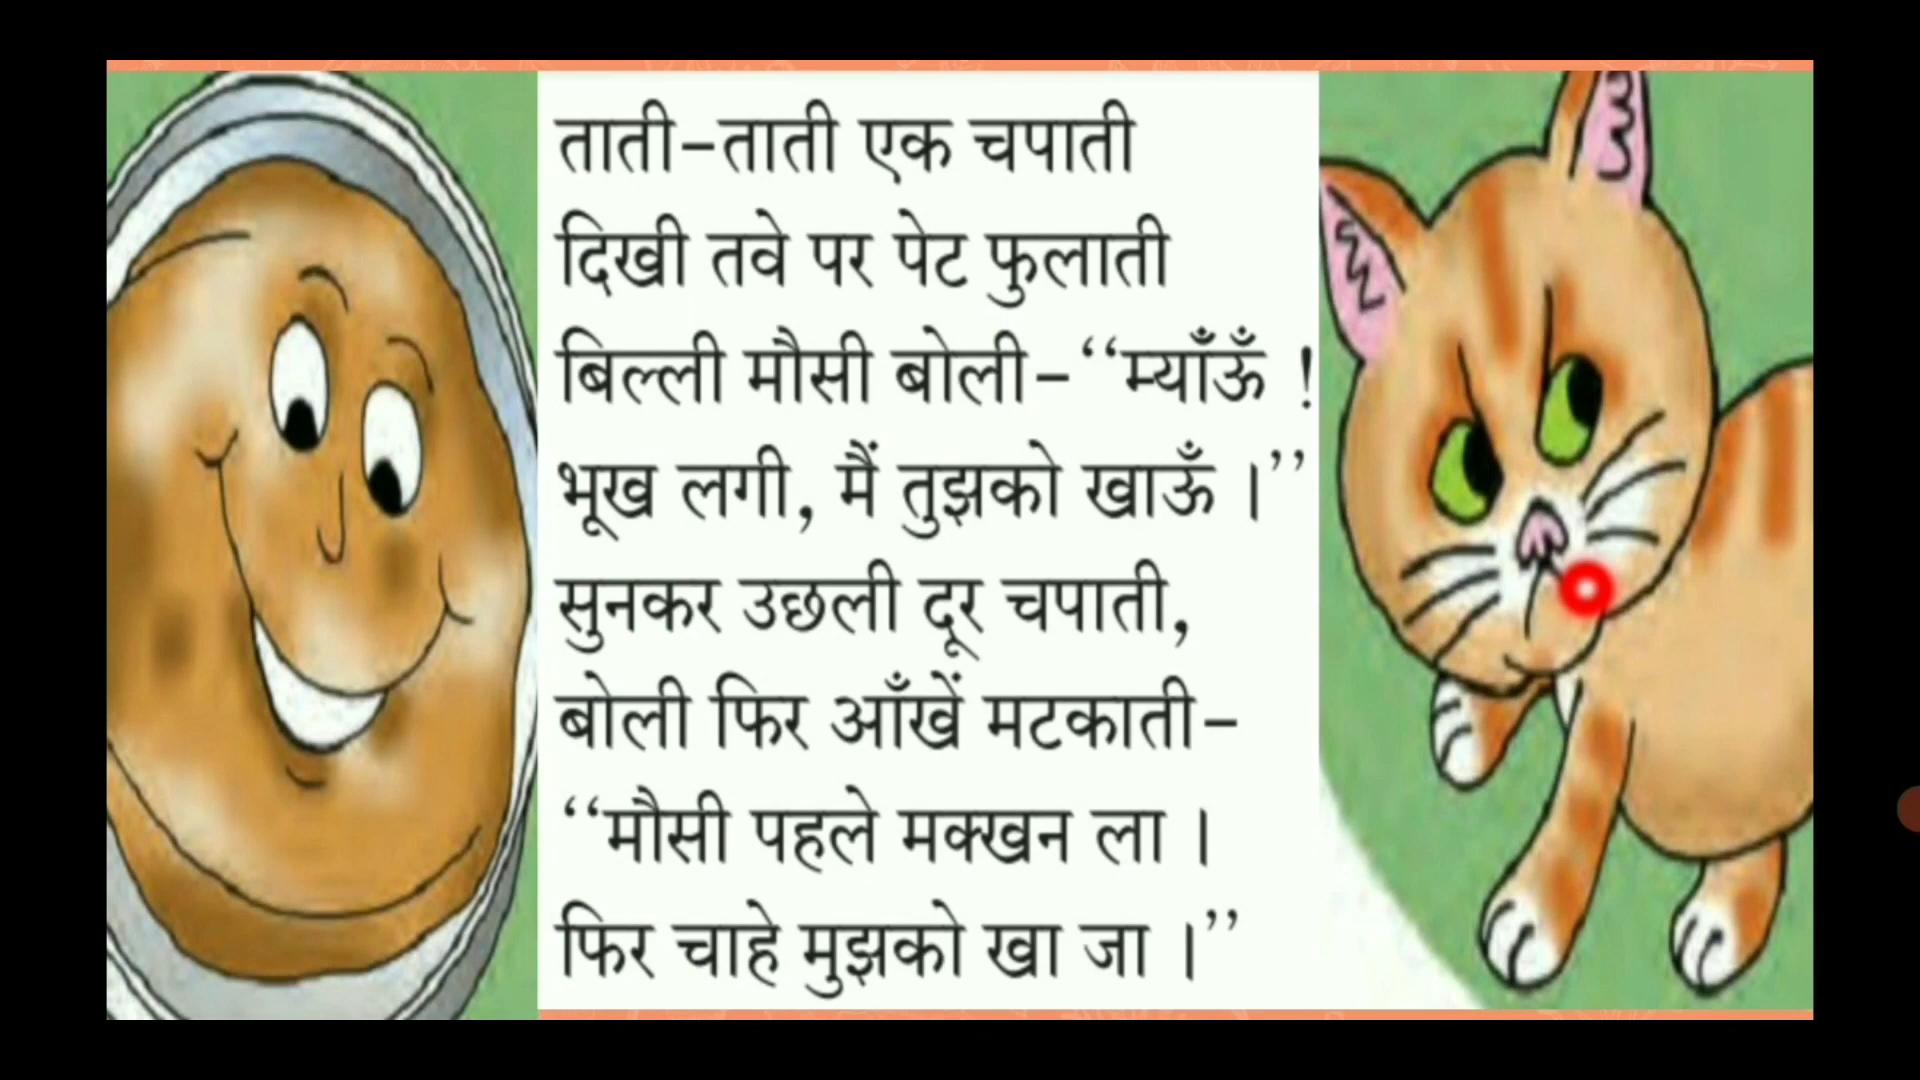 ताती-ताती एक चपाती
दिखी तवे पर पेट फुलाती
बिल्ली मौसी बोली-‘‘म्याँऊँ !
भूख लगी, मैं तुझको खाऊँ ।’’
सुनकर उछली दूर चपाती,
बोली फिर आँखें मटकाती-
‘‘मौसी पहले मक्खन ला ।
फिर चाहे मुझको खा जा ।’’